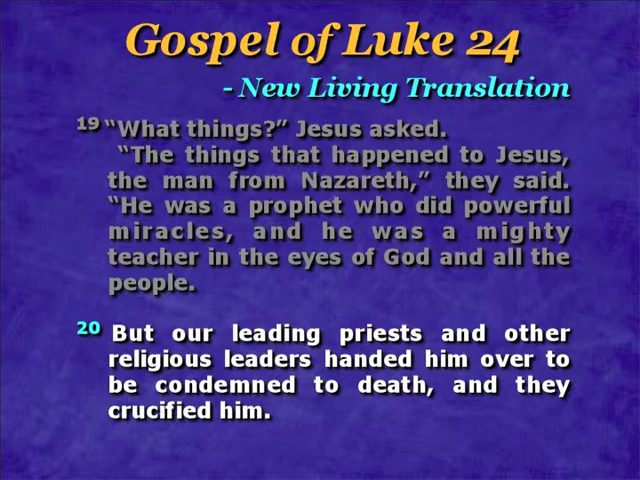 Gospel of Luke 24
- New Living Translation
19 “What things?” Jesus asked.
“The things that happened to Jesus,
the man from Nazareth,” they said.
“He was a prophet who did powerful
miracles, and he was a mighty
teacher in the eyes of God and all the
people.
20 But our leading priests and other
religious leaders handed him over to
be condemned to death, and they
crucified him.